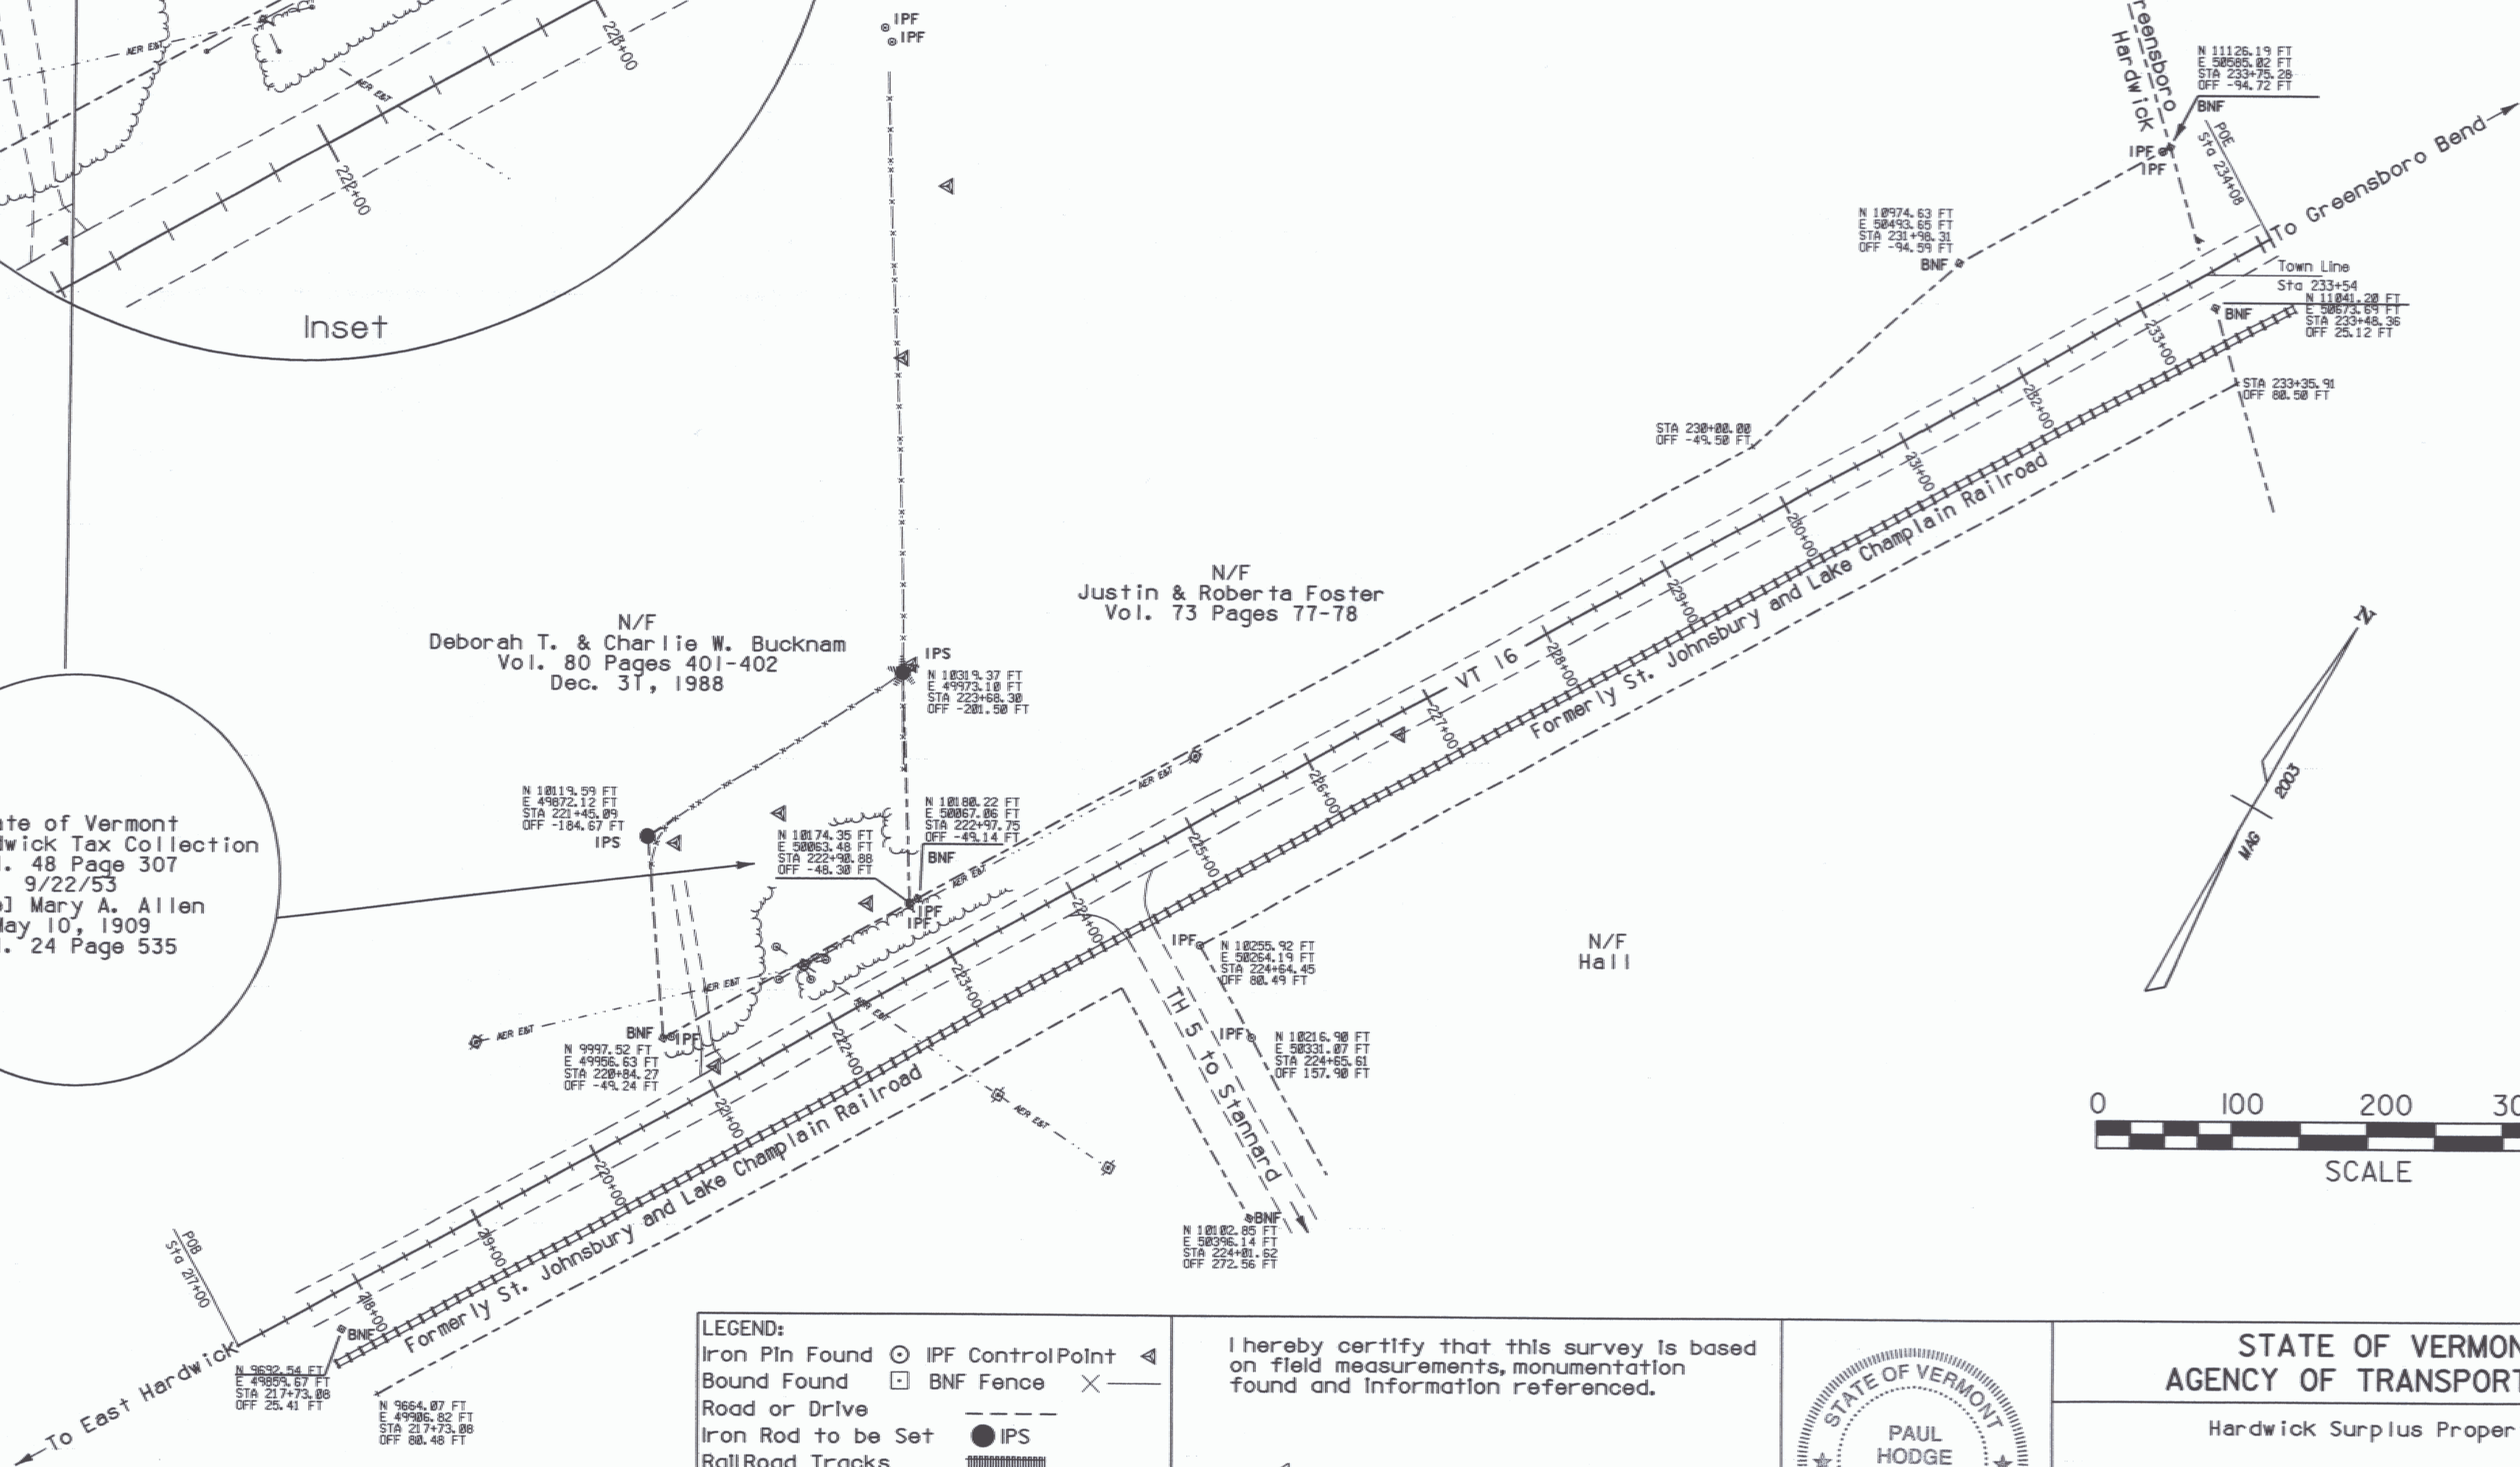 AER E&T
AER E&T
223+00
222+00
Inset
IPF
IPF
reensboro
Hardwick
N 11126.19 FT
E 50585.02 FT
STA 233+75.28
OFF -94.72 FT
BNF
IPF
IPF
POE
Sta 234+08
To Greensboro Bend
N 10974.63 FT
E 50493.65 FT
STA 231+98.31
OFF -94.59 FT
BNF
Town Line
Sta 233+54
N 11041.20 FT
E 50673.69 FT
STA 233+48.36
OFF 25.12 FT
BNF
STA 233+35.91
OFF 80.50 FT
STA 230+00.00
OFF -49.50 FT
233+00
232+00
231+00
230+00
229+00
228+00
227+00
226+00
225+00
224+00
223+00
222+00
221+00
220+00
219+00
218+00
VT 16
Formerly St. Johnsbury and Lake Champlain Railroad
N/F
Justin & Roberta Foster
Vol. 73 Pages 77-78
N/F
Deborah T. & Charlie W. Bucknam
Vol. 80 Pages 401-402
Dec. 31, 1988
IPS
N 10319.37 FT
E 49973.10 FT
STA 223+68.30
OFF -201.50 FT
N 10119.59 FT
E 49872.12 FT
STA 221+45.09
OFF -184.67 FT
IPS
N 10180.22 FT
E 50067.06 FT
STA 222+97.75
OFF -49.14 FT
BNF
N 10174.35 FT
E 50063.48 FT
STA 222+90.88
OFF -48.30 FT
IPF
IPF
AER E&T
AER E&T
AER E&T
AER E&T
AER E&T
AER E&T
ate of Vermont
dwick Tax Collection
. 48 Page 307
9/22/53
] Mary A. Allen
May 10, 1909
. 24 Page 535
BNF
IPF
N 9997.52 FT
E 49956.63 FT
STA 220+84.27
OFF -49.24 FT
IPF
N 10255.92 FT
E 50264.19 FT
STA 224+64.45
OFF 80.49 FT
IPF
N 10216.90 FT
E 50331.07 FT
STA 224+65.61
OFF 157.90 FT
TH 5 to Stannard
BNF
N 10102.85 FT
E 50396.14 FT
STA 224+01.62
OFF 272.56 FT
N/F
Hall
N
2003
MAG
0 100 200 30
SCALE
Formerly St. Johnsbury and Lake Champlain Railroad
POB
Sta 217+00
To East Hardwick
BNF
N 9692.54 FT
E 49859.67 FT
STA 217+73.08
OFF 25.41 FT
N 9664.07 FT
E 49906.82 FT
STA 217+73.08
OFF 80.48 FT
LEGEND:
Iron Pin Found IPF Control Point
Bound Found BNF Fence
Road or Drive
Iron Rod to be Set IPS
RailRoad Tracks
I hereby certify that this survey is based
on field measurements, monumentation
found and information referenced.
STATE OF VERMONT
PAUL
HODGE
STATE OF VERMON
AGENCY OF TRANSPORT
Hardwick Surplus Proper